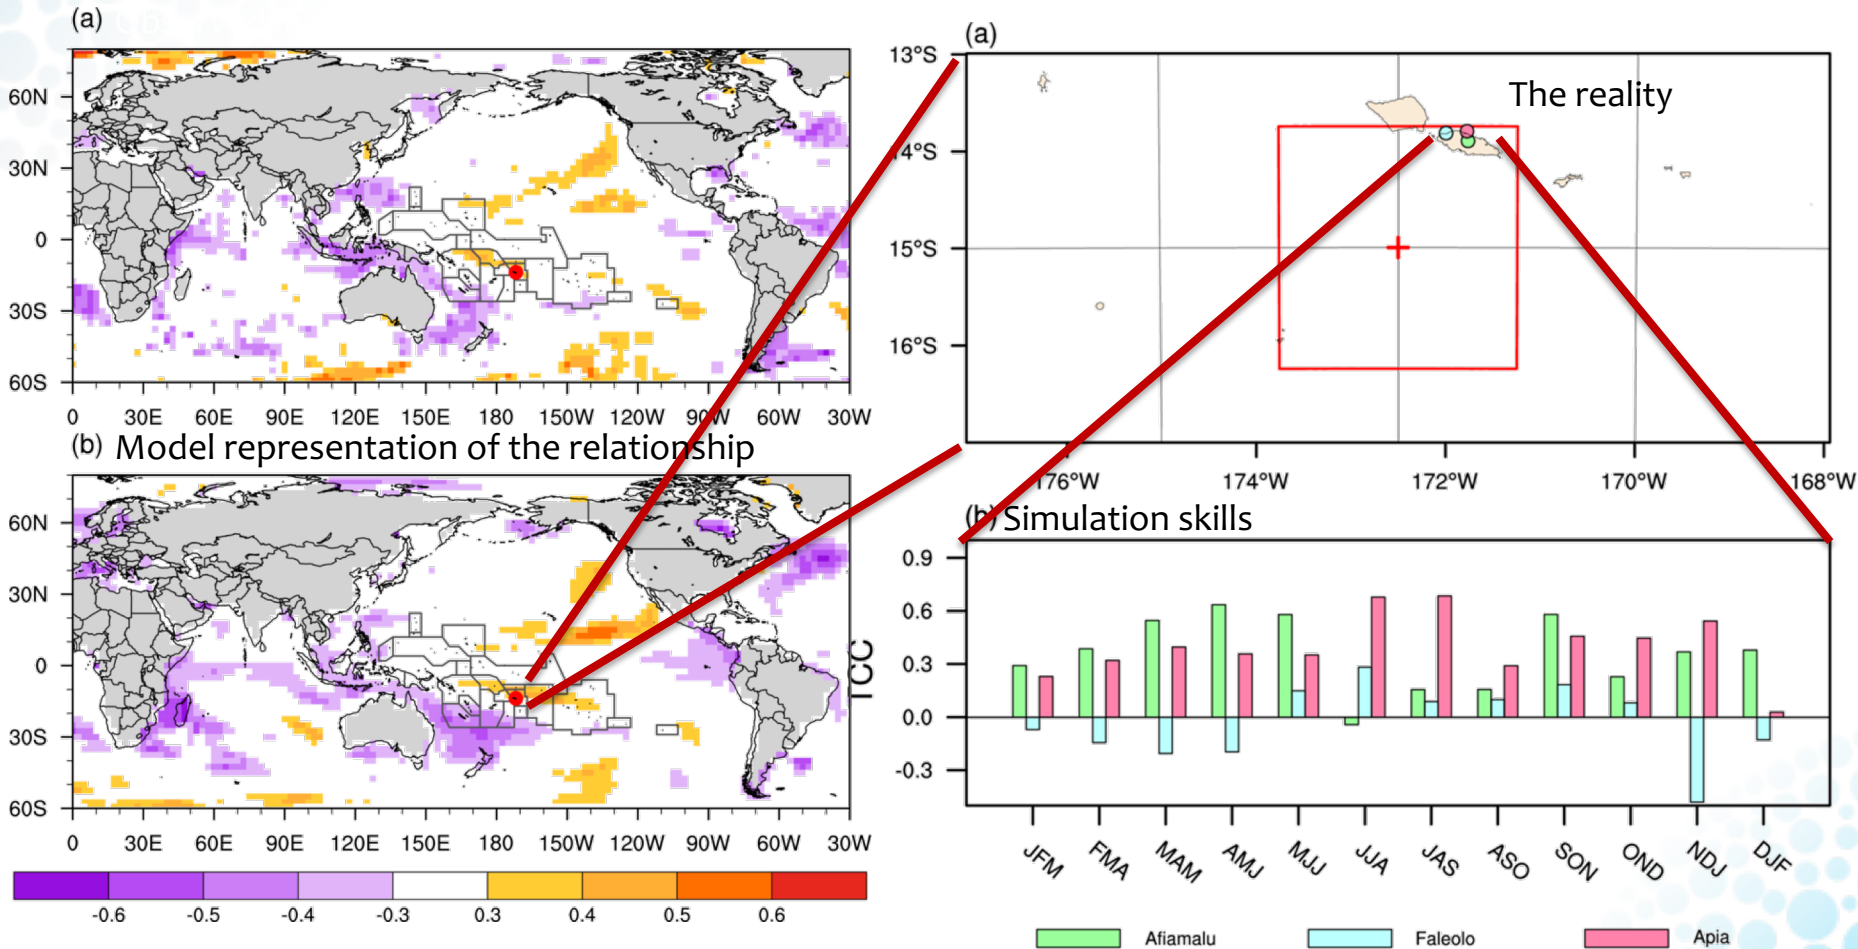 (a)
60N
30N
0
30S
60S
0 30E 60E 90E 120E 150E 180 150W 120W 90W 60W 30W
(b) Model representation of the relationship
60N
30N
0
30S
60S
0 30E 60E 90E 120E 150E 180 150W 120W 90W 60W 30W
-0.6 -0.5 -0.4 -0.3 0.3 0.4 0.5 0.6
(a)
The reality
13°S
14°S
15°S
16°S
176°W 174°W 172°W 170°W 168°W
(b) Simulation skills
TCC
0.9
0.6
0.3
0.0
-0.3
JFM FMA MAM AMJ MJJ JJA JAS ASO SON OND NDJ DJF
Afiamalu Faleolo Apia